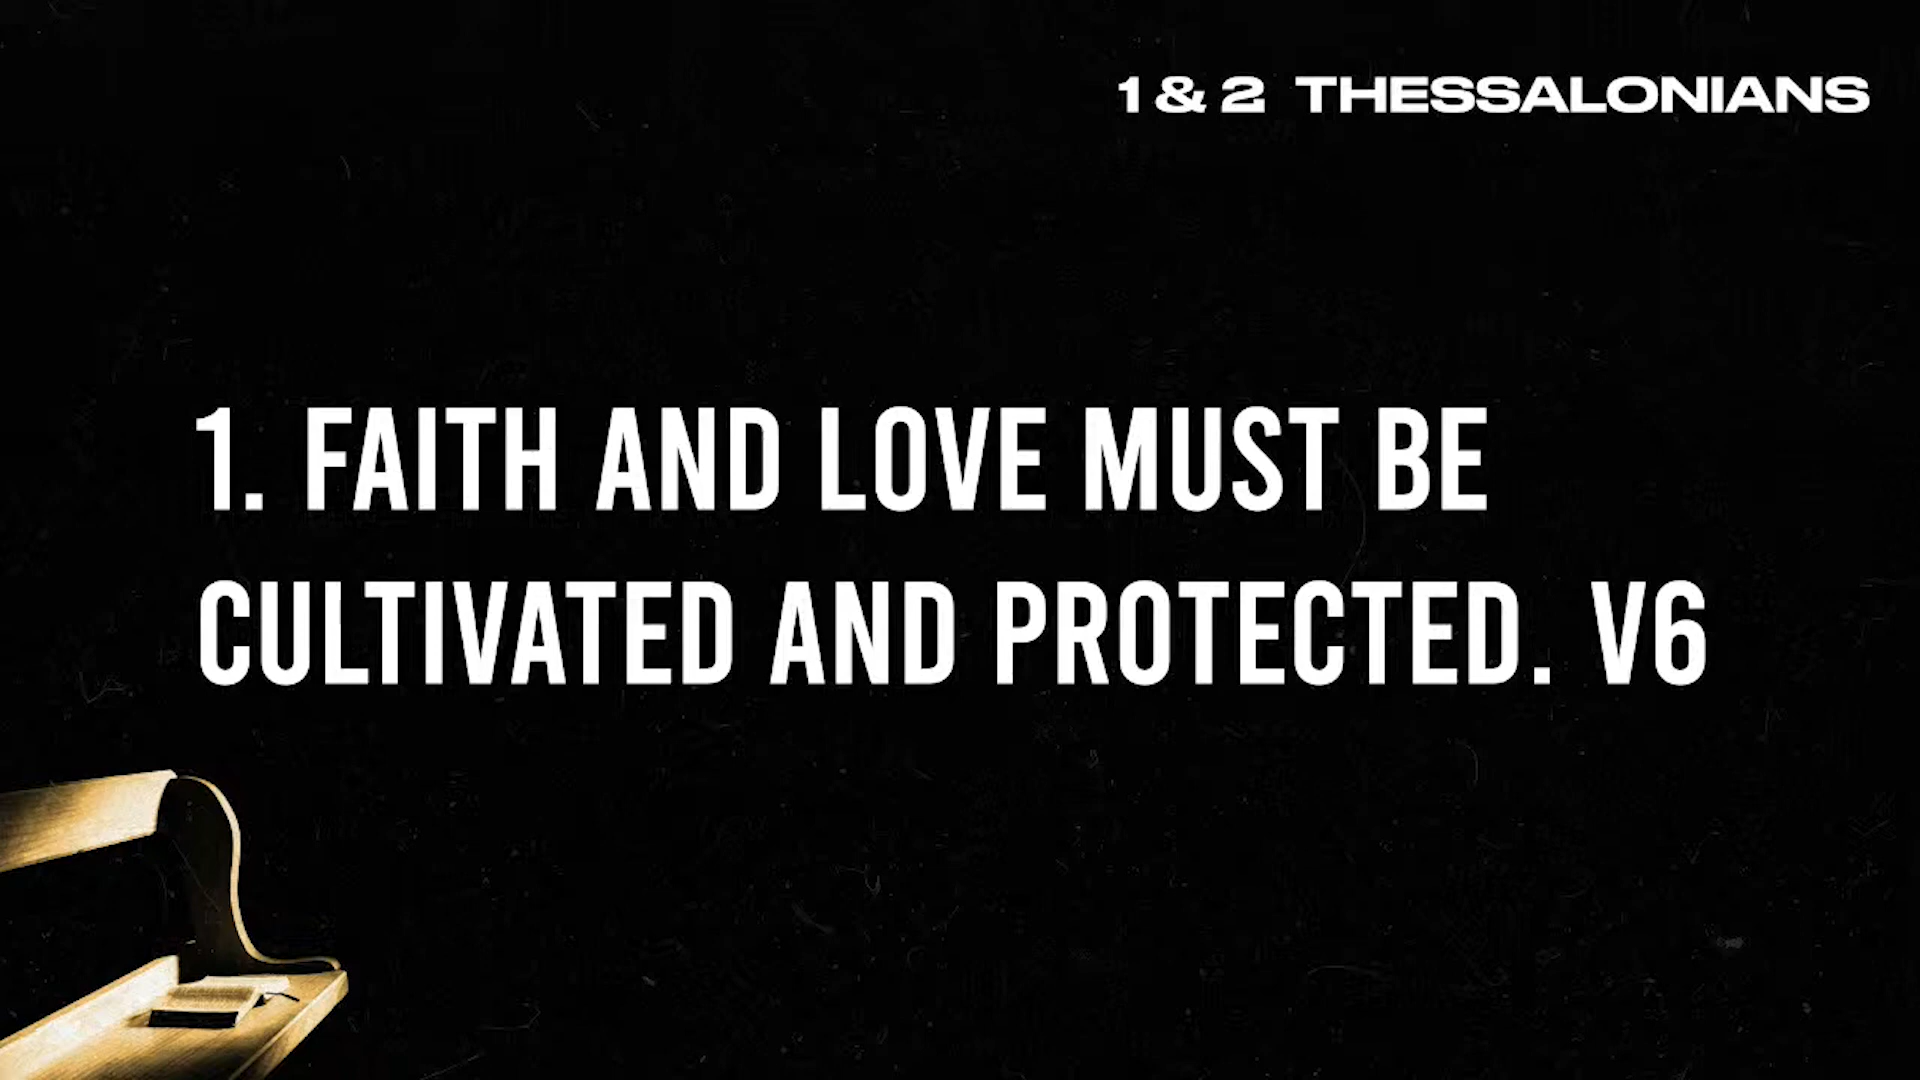 1 & 2 THESSALONIANS
1. FAITH AND LOVE MUST BE
CULTIVATED AND PROTECTED. V6